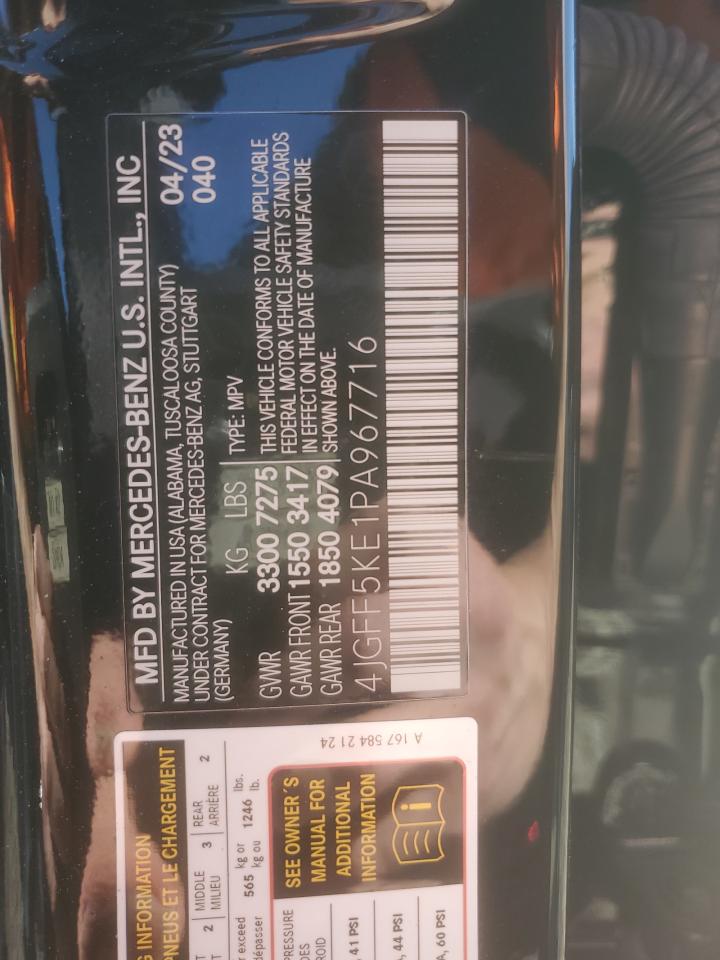 MFD BY MERCEDES-BENZ U.S. INTL., INC
MANUFACTURED IN USA (ALABAMA, TUSCALOOSA COUNTY) 04/23
UNDER CONTRACT FOR MERCEDES-BENZ AG, STUTTGART 040
(GERMANY)
KG LBS TYPE: MPV
GVWR 3300 7275
GAWR FRONT 1550 3417
GAWR REAR 1850 4079
THIS VEHICLE CONFORMS TO ALL APPLICABLE
FEDERAL MOTOR VEHICLE SAFETY STANDARDS
IN EFFECT ON THE DATE OF MANUFACTURE
SHOWN ABOVE.
4JGFF5KE1PA967716
INFORMATION
PNEUS ET LE CHARGEMENT
2 MIDDLE 3 REAR 2
MILIEU ARRIÈRE
exceed 565 kg or 1246 lbs.
dépasser kg ou lb.
PRESSURE
41 PSI
44 PSI
60 PSI
SEE OWNER´S
MANUAL FOR
ADDITIONAL
INFORMATION
A 167 584 21 24